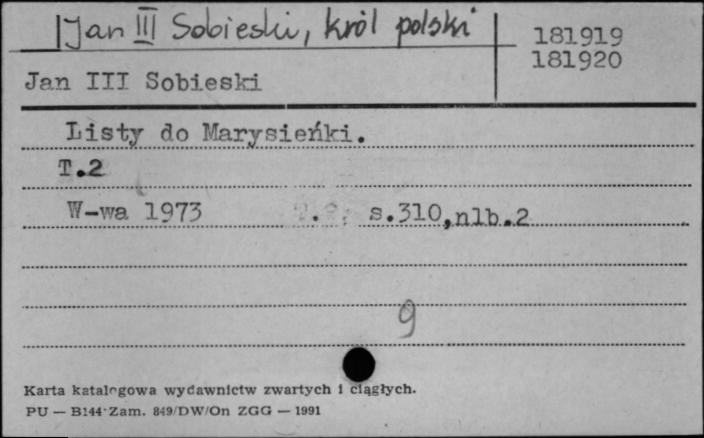 Jan III Sobieski, król polski
181919
181920
Jan III Sobieski
Listy do Marysieńki.
T.2
W-wa 1973 s.310,nlb.2
9
Karta katalogowa wydawnictw zwartych i ciągłych.
PU — B144 Zam. 849/DW/On ZGG — 1991